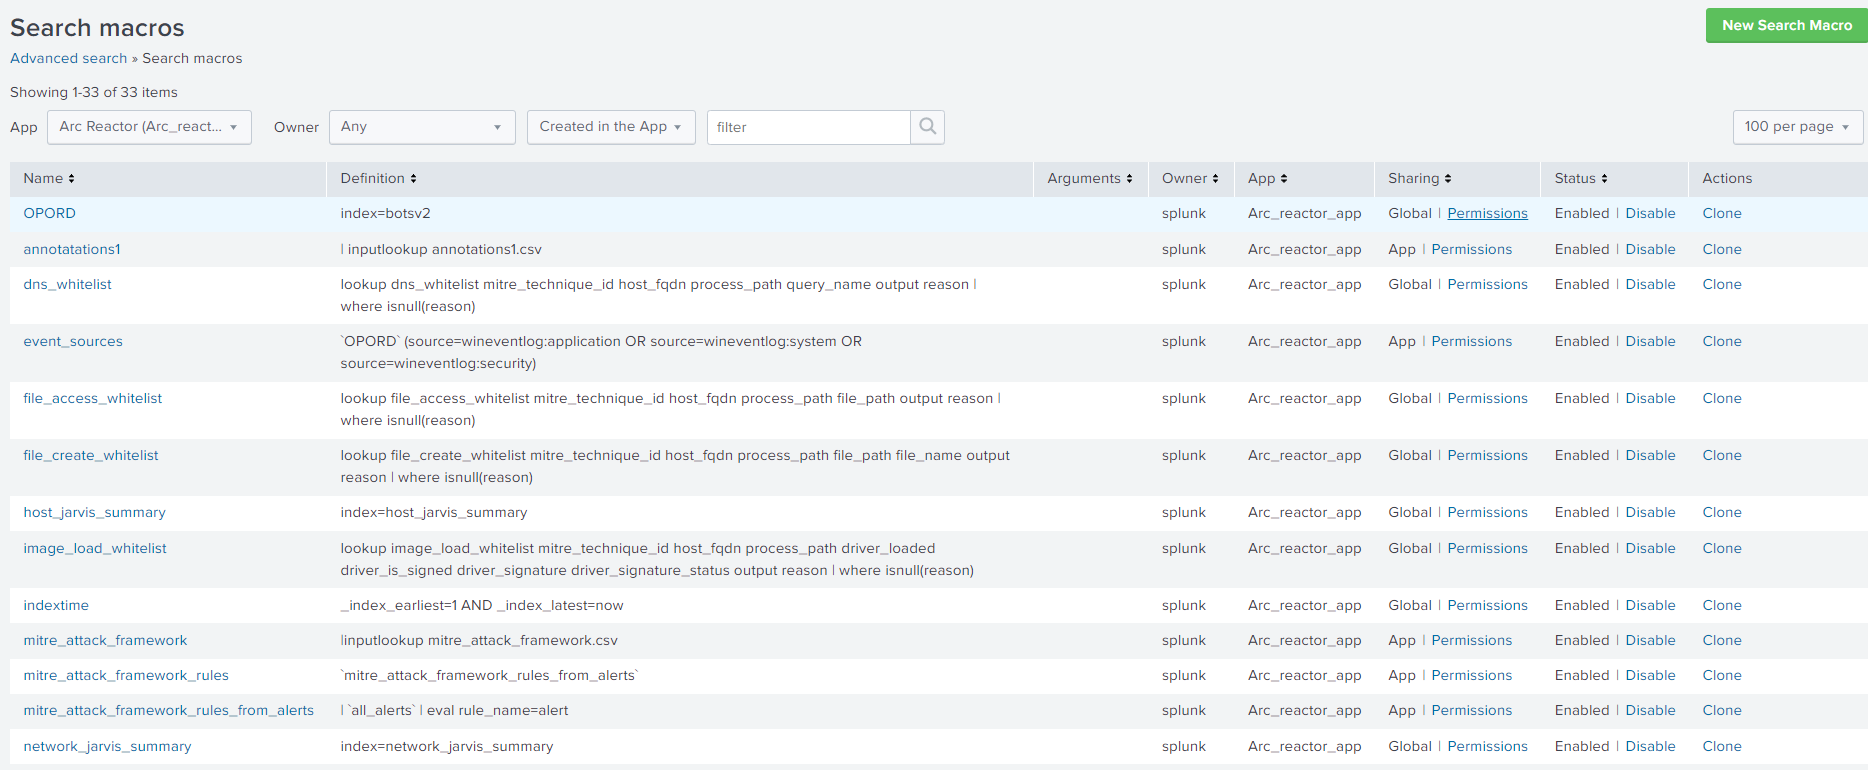 Search macros
New Search Macro
Advanced search » Search macros
Showing 1-33 of 33 items
App Arc Reactor (Arc_react... Owner Any Created in the App filter 100 per page
Name Definition Arguments Owner App Sharing Status Actions
OPORD index=botsv2 splunk Arc_reactor_app Global | Permissions Enabled | Disable Clone
annotatations1 | inputlookup annotations1.csv splunk Arc_reactor_app App | Permissions Enabled | Disable Clone
dns_whitelist lookup dns_whitelist mitre_technique_id host_fqdn process_path query_name output reason | splunk Arc_reactor_app Global | Permissions Enabled | Disable Clone
where isnull(reason)
event_sources `OPORD` (source=wineventlog:application OR source=wineventlog:system OR splunk Arc_reactor_app App | Permissions Enabled | Disable Clone
source=wineventlog:security)
file_access_whitelist lookup file_access_whitelist mitre_technique_id host_fqdn process_path file_path output reason | splunk Arc_reactor_app Global | Permissions Enabled | Disable Clone
where isnull(reason)
file_create_whitelist lookup file_create_whitelist mitre_technique_id host_fqdn process_path file_path file_name output splunk Arc_reactor_app Global | Permissions Enabled | Disable Clone
reason | where isnull(reason)
host_jarvis_summary index=host_jarvis_summary splunk Arc_reactor_app Global | Permissions Enabled | Disable Clone
image_load_whitelist lookup image_load_whitelist mitre_technique_id host_fqdn process_path driver_loaded splunk Arc_reactor_app Global | Permissions Enabled | Disable Clone
driver_is_signed driver_signature driver_signature_status output reason | where isnull(reason)
indextime _index_earliest=1 AND _index_latest=now splunk Arc_reactor_app Global | Permissions Enabled | Disable Clone
mitre_attack_framework |inputlookup mitre_attack_framework.csv splunk Arc_reactor_app App | Permissions Enabled | Disable Clone
mitre_attack_framework_rules `mitre_attack_framework_rules_from_alerts` splunk Arc_reactor_app App | Permissions Enabled | Disable Clone
mitre_attack_framework_rules_from_alerts | `all_alerts` | eval rule_name=alert splunk Arc_reactor_app App | Permissions Enabled | Disable Clone
network_jarvis_summary index=network_jarvis_summary splunk Arc_reactor_app Global | Permissions Enabled | Disable Clone